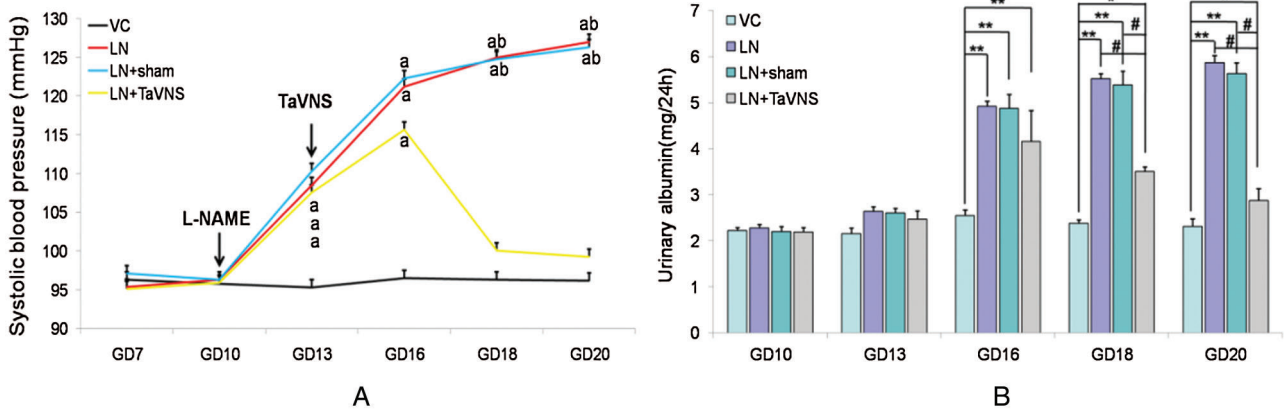 Systolic blood pressure (mmHg)
130
125
120
115
110
105
100
95
90
VC
LN
LN+sham
LN+TaVNS
L-NAME
TaVNS
a
a
a
a
a
a
ab
ab
ab
ab
GD7 GD10 GD13 GD16 GD18 GD20
A
Urinary albumin(mg/24h)
7
6
5
4
3
2
1
0
VC
LN
LN+sham
LN+TaVNS
**
**
**
*
** #
** #
** #
** #
GD10 GD13 GD16 GD18 GD20
B